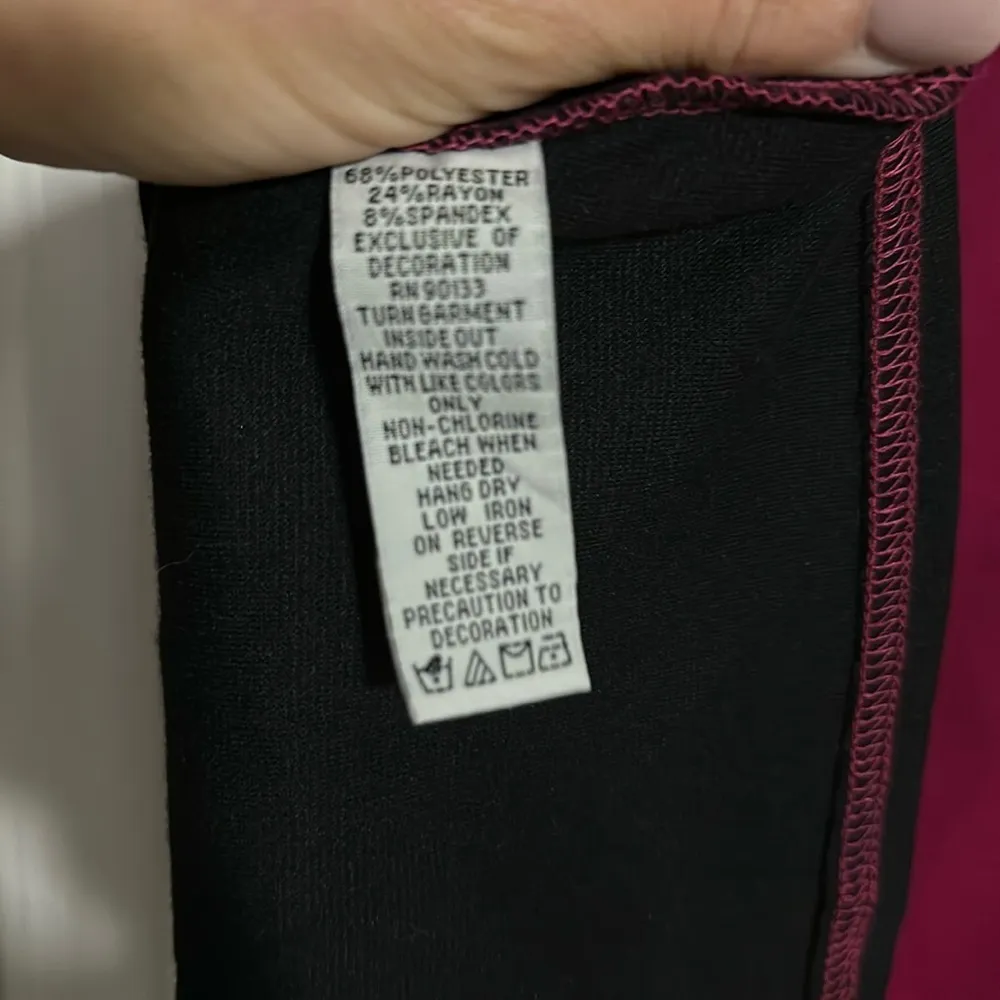 68%POLYESTER
24%RAYON
8%SPANDEX
EXCLUSIVE OF
DECORATION
RN 90133
TURN GARMENT
INSIDE OUT
HAND WASH COLD
WITH LIKE COLORS
ONLY
NON-CHLORINE
BLEACH WHEN
NEEDED
HANG DRY
LOW IRON
ON REVERSE
SIDE IF
NECESSARY
PRECAUTION TO
DECORATION